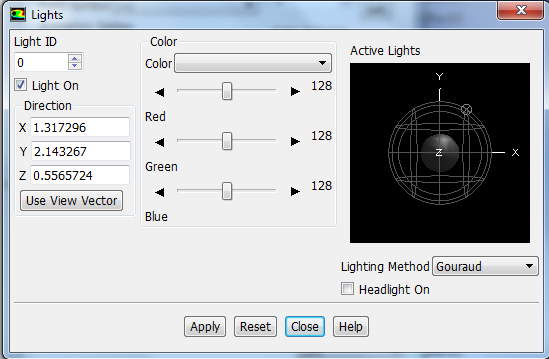 Lights
Light ID
0
Light On
Direction
X 1.317296
Y 2.143267
Z 0.5565724
Use View Vector
Color
Color
128
Red
128
Green
128
Blue
Active Lights
Y
Z X
Lighting Method Gouraud
Headlight On
Apply Reset Close Help